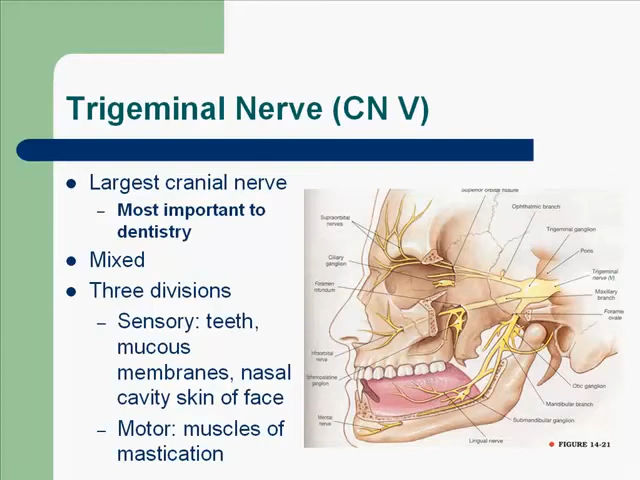 Trigeminal Nerve (CN V)
Largest cranial nerve
– Most important to
dentistry
Mixed
Three divisions
– Sensory: teeth,
mucous
membranes, nasal
cavity skin of face
– Motor: muscles of
mastication
Superior orbital fissure
Ophthalmic branch
Supraorbital
nerves
Trigeminal ganglion
Pons
Ciliary
ganglion
Trigeminal
nerve (V)
Foramen
rotundum
Maxillary
branch
Foramen
ovale
Infraorbital
nerve
Sphenopalatine
ganglion
Otic ganglion
Mandibular branch
Mental
nerve
Submandibular ganglion
Lingual nerve
FIGURE 14-21